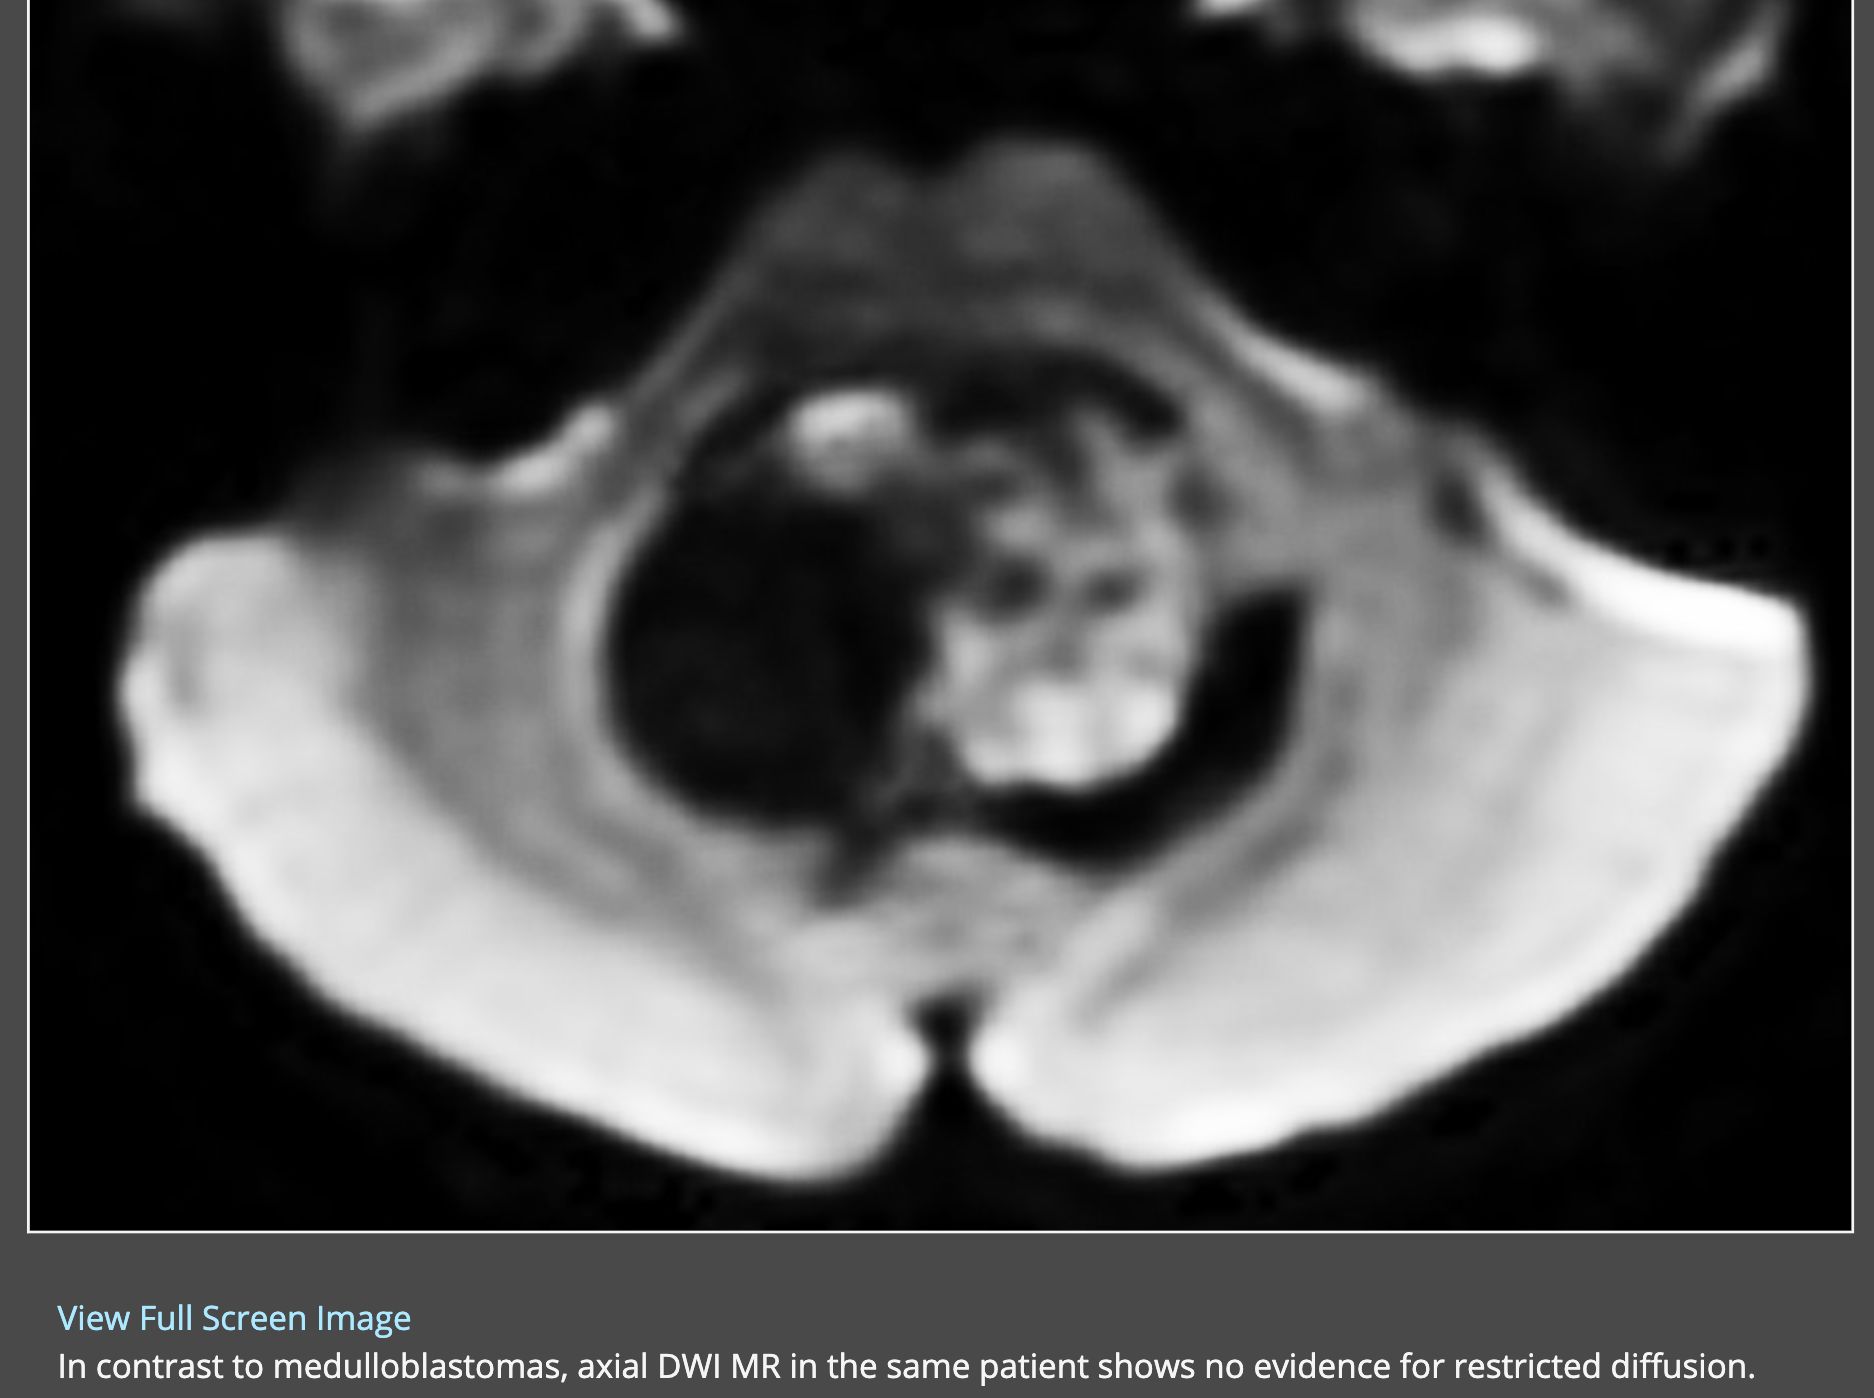 View Full Screen Image
In contrast to medulloblastomas, axial DWI MR in the same patient shows no evidence for restricted diffusion.